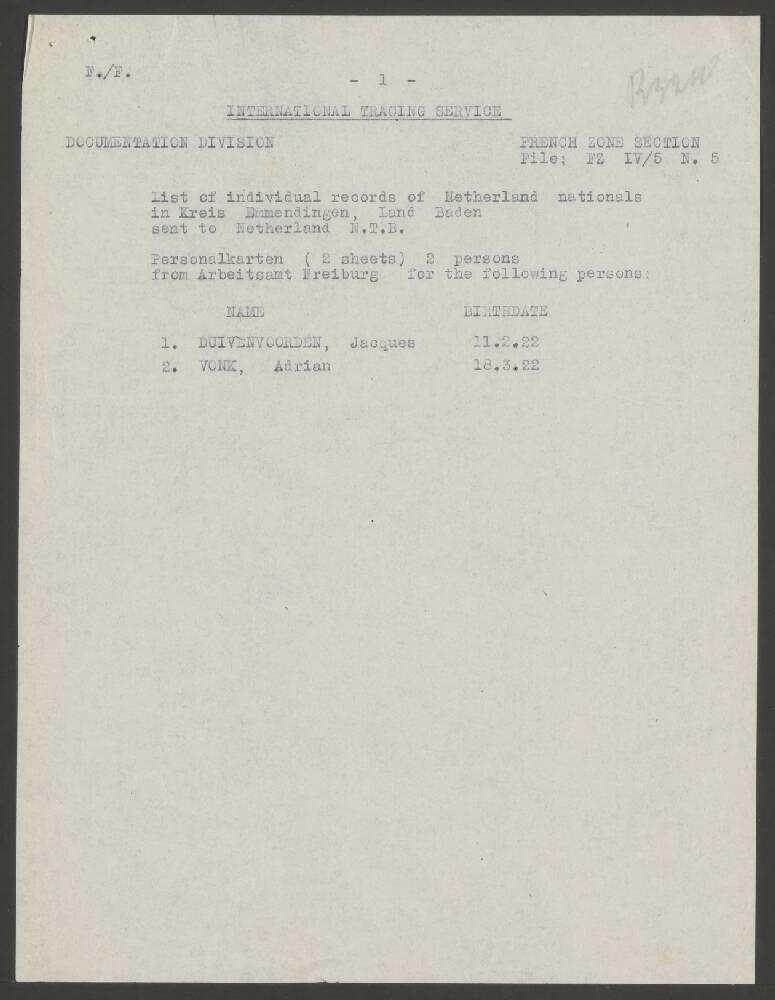 F./F.
- 1 -
INTERNATIONAL TRACING SERVICE
DOCUMENTATION DIVISION
FRENCH ZONE SECTION
File: FZ IV/5 N. 5
List of individual records of Netherland nationals
in Kreis Emmendingen, Land Baden
sent to Netherland N.T.B.
Personalkarten ( 2 sheets) 2 persons
from Arbeitsamt Freiburg for the following persons:
NAME BIRTHDATE
1. DUIVENVOORDEN, Jacques 11.2.22
2. VONK, Adrian 18.3.22